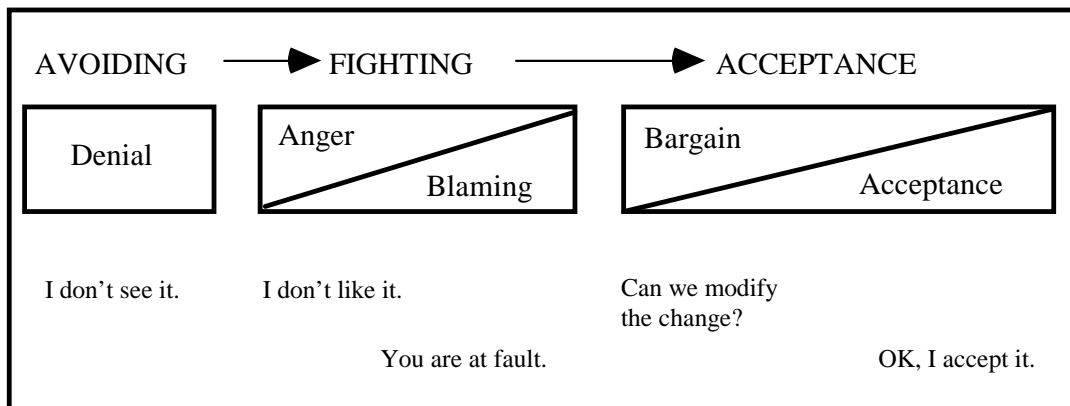 AVOIDING FIGHTING ACCEPTANCE
Denial
Anger
Blaming
Bargain
Acceptance
I don’t see it.
I don’t like it.
You are at fault.
Can we modify
the change?
OK, I accept it.